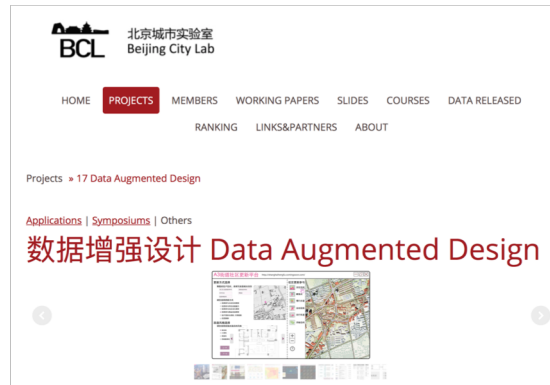 北京城市实验室
BCL
Beijing City Lab
HOME PROJECTS MEMBERS WORKING PAPERS SLIDES COURSES DATA RELEASED
RANKING LINKS&PARTNERS ABOUT
Projects » 17 Data Augmented Design
Applications | Symposiums | Others
数据增强设计 Data Augmented Design